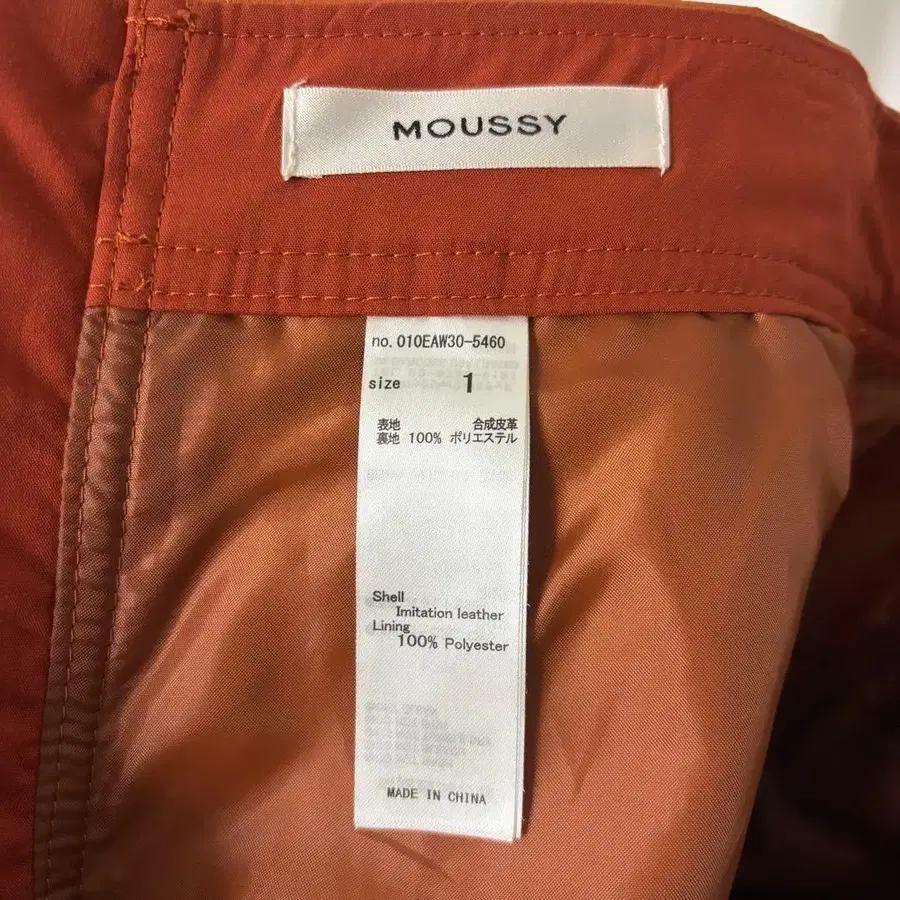 MOUSSY
no. 010EAW30-5460
size 1
表地 合成皮革
裏地 100% ポリエステル
Shell
Imitation leather
Lining
100% Polyester
MADE IN CHINA